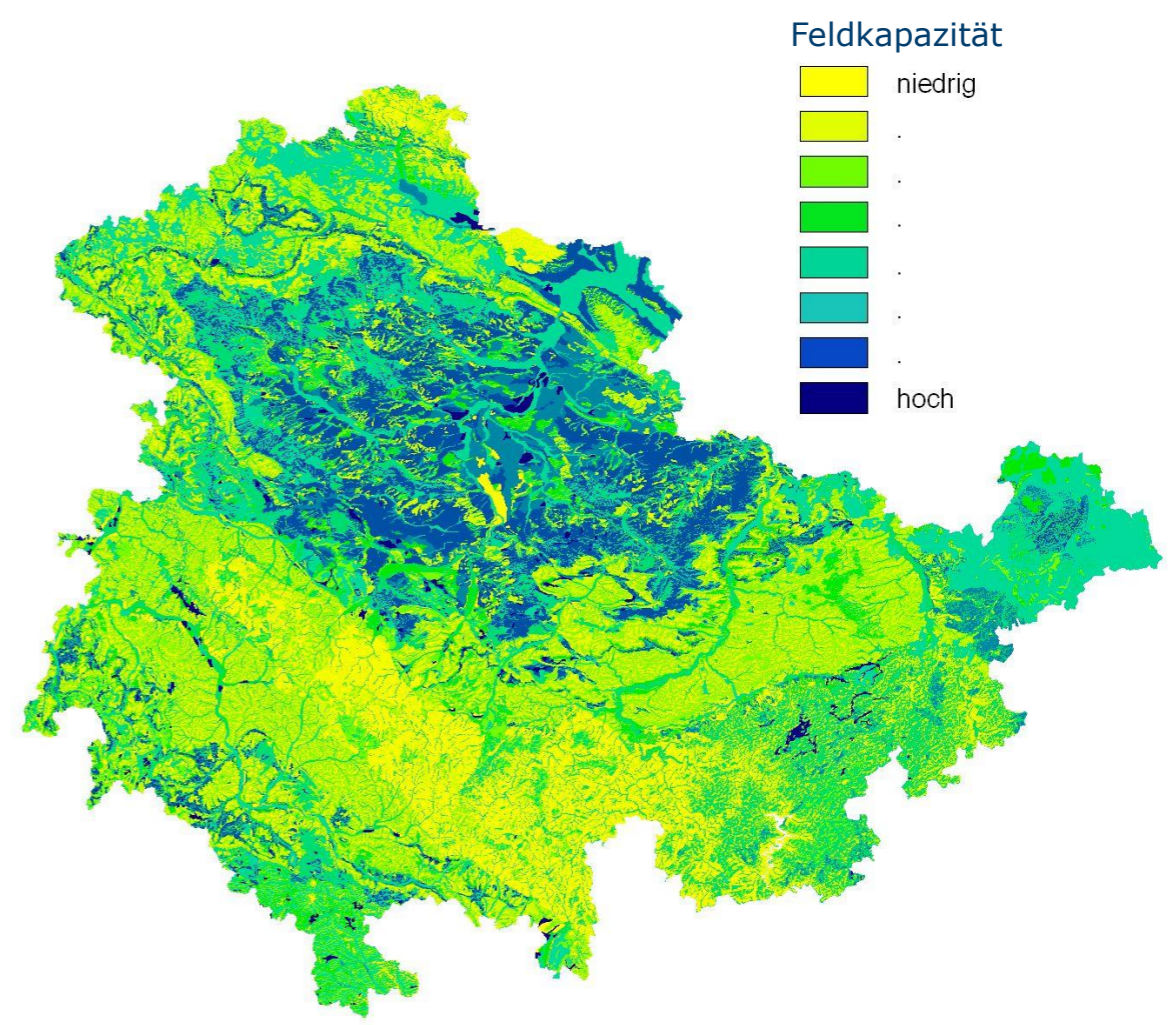 Feldkapazität
niedrig
.
.
.
.
.
.
hoch